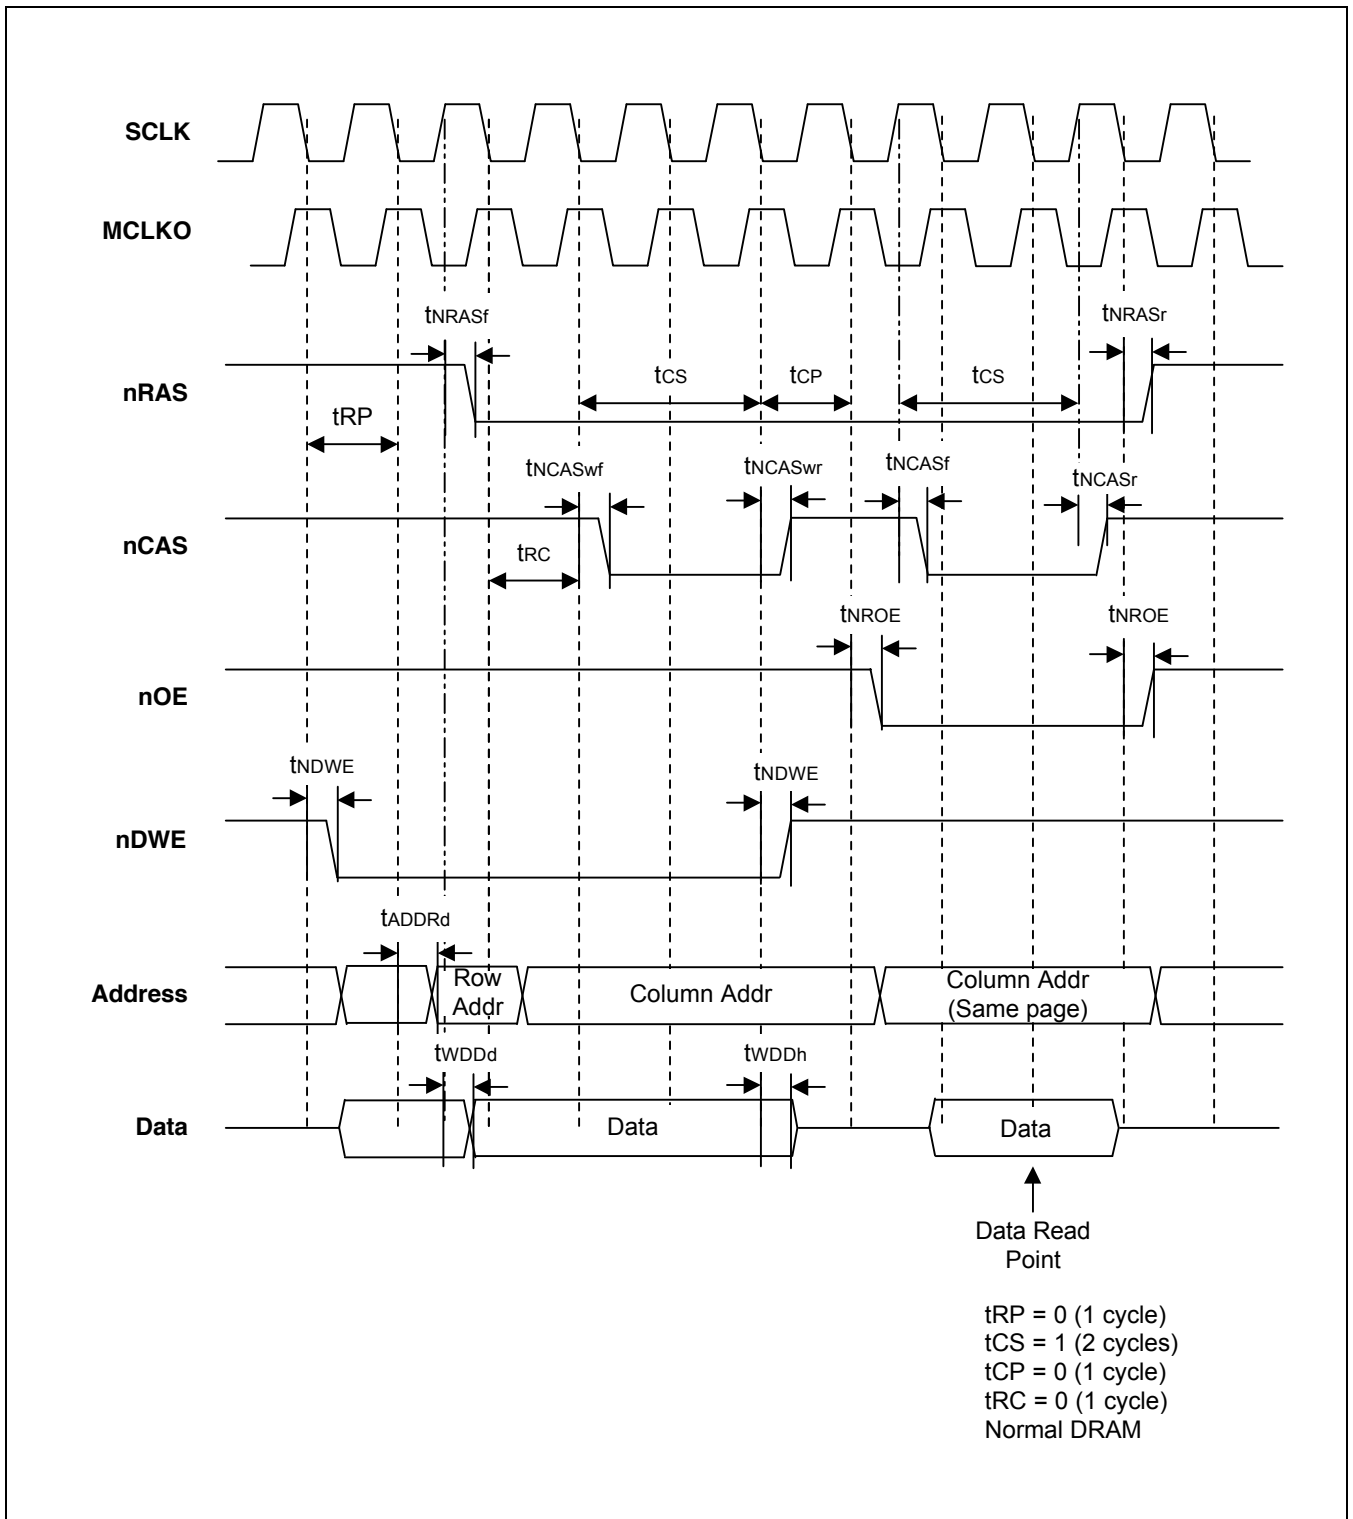 SCLK
MCLKO
tNRASf
tNRASr
nRAS
tCS
tCP
tCS
tRP
tNCASwf
tNCASwr
tNCASf
tNCASr
nCAS
tRC
tNROE
tNROE
nOE
tNDWE
tNDWE
nDWE
tADDRd
Address
Row
Addr
Column Addr
Column Addr
(Same page)
tWDDd
tWDDh
Data
Data
Data
Data Read
Point
tRP = 0 (1 cycle)
tCS = 1 (2 cycles)
tCP = 0 (1 cycle)
tRC = 0 (1 cycle)
Normal DRAM